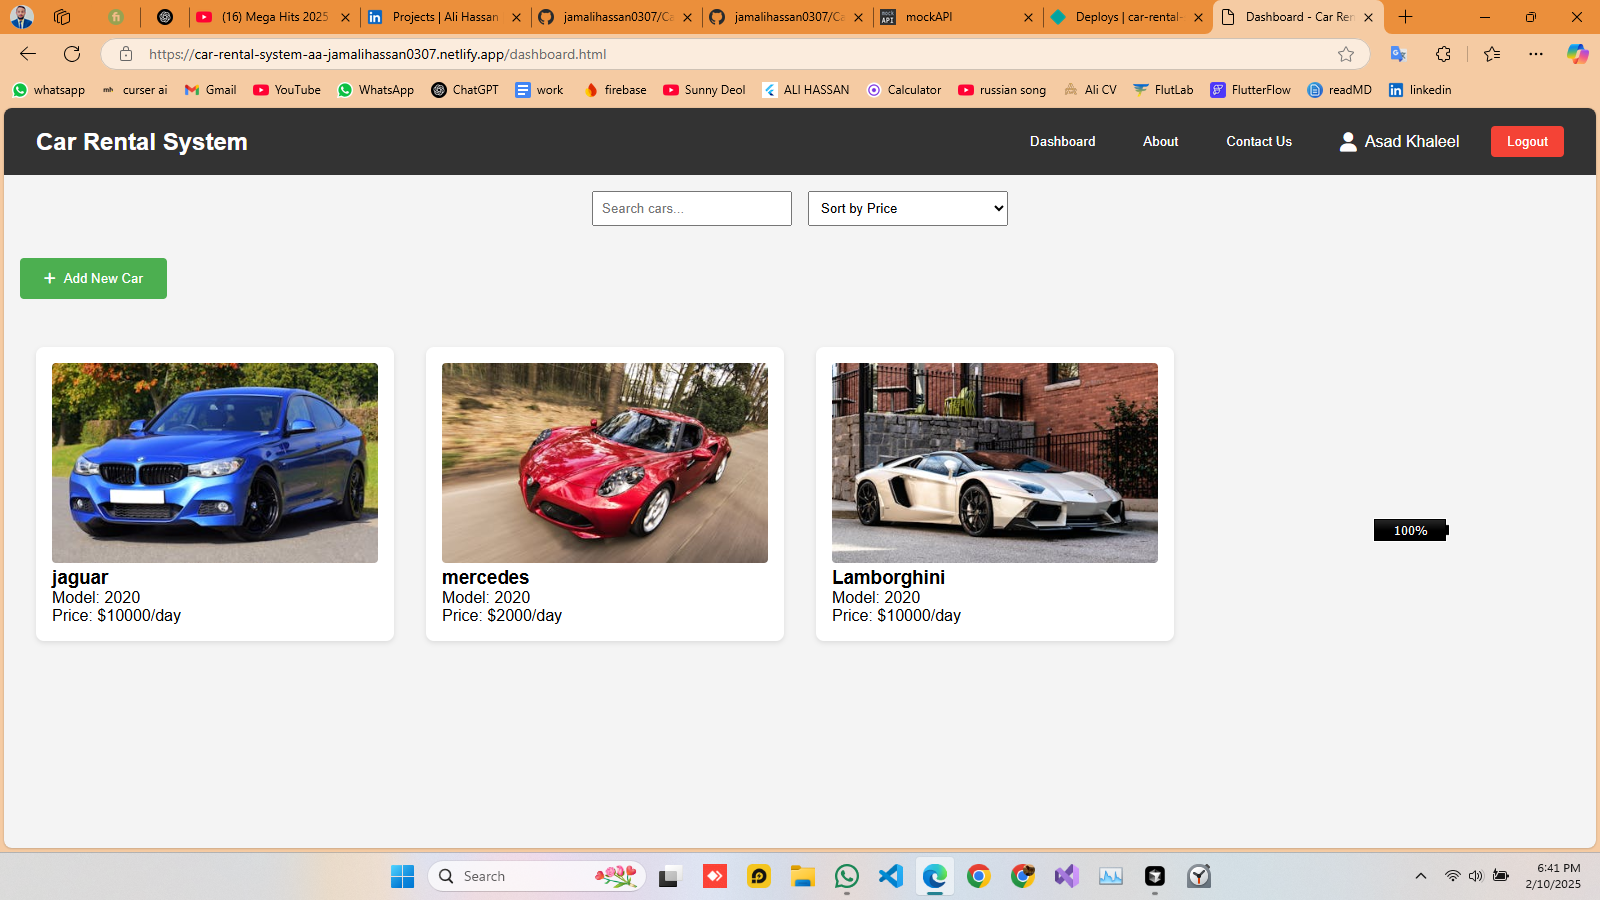 (16) Mega Hits 2025
Projects | Ali Hassan
jamalihassan0307/Ca
jamalihassan0307/Ca
mockAPI
Deploys | car-rental-
Dashboard - Car Ren
https://car-rental-system-aa-jamalihassan0307.netlify.app/dashboard.html
whatsapp
curser ai
Gmail
YouTube
WhatsApp
ChatGPT
work
firebase
Sunny Deol
ALI HASSAN
Calculator
russian song
Ali CV
FlutLab
FlutterFlow
readMD
linkedin
Car Rental System
Dashboard
About
Contact Us
Asad Khaleel
Logout
Search cars...
Sort by Price
+ Add New Car
jaguar
Model: 2020
Price: $10000/day
mercedes
Model: 2020
Price: $2000/day
Lamborghini
Model: 2020
Price: $10000/day
100%
Search
6:41 PM
2/10/2025